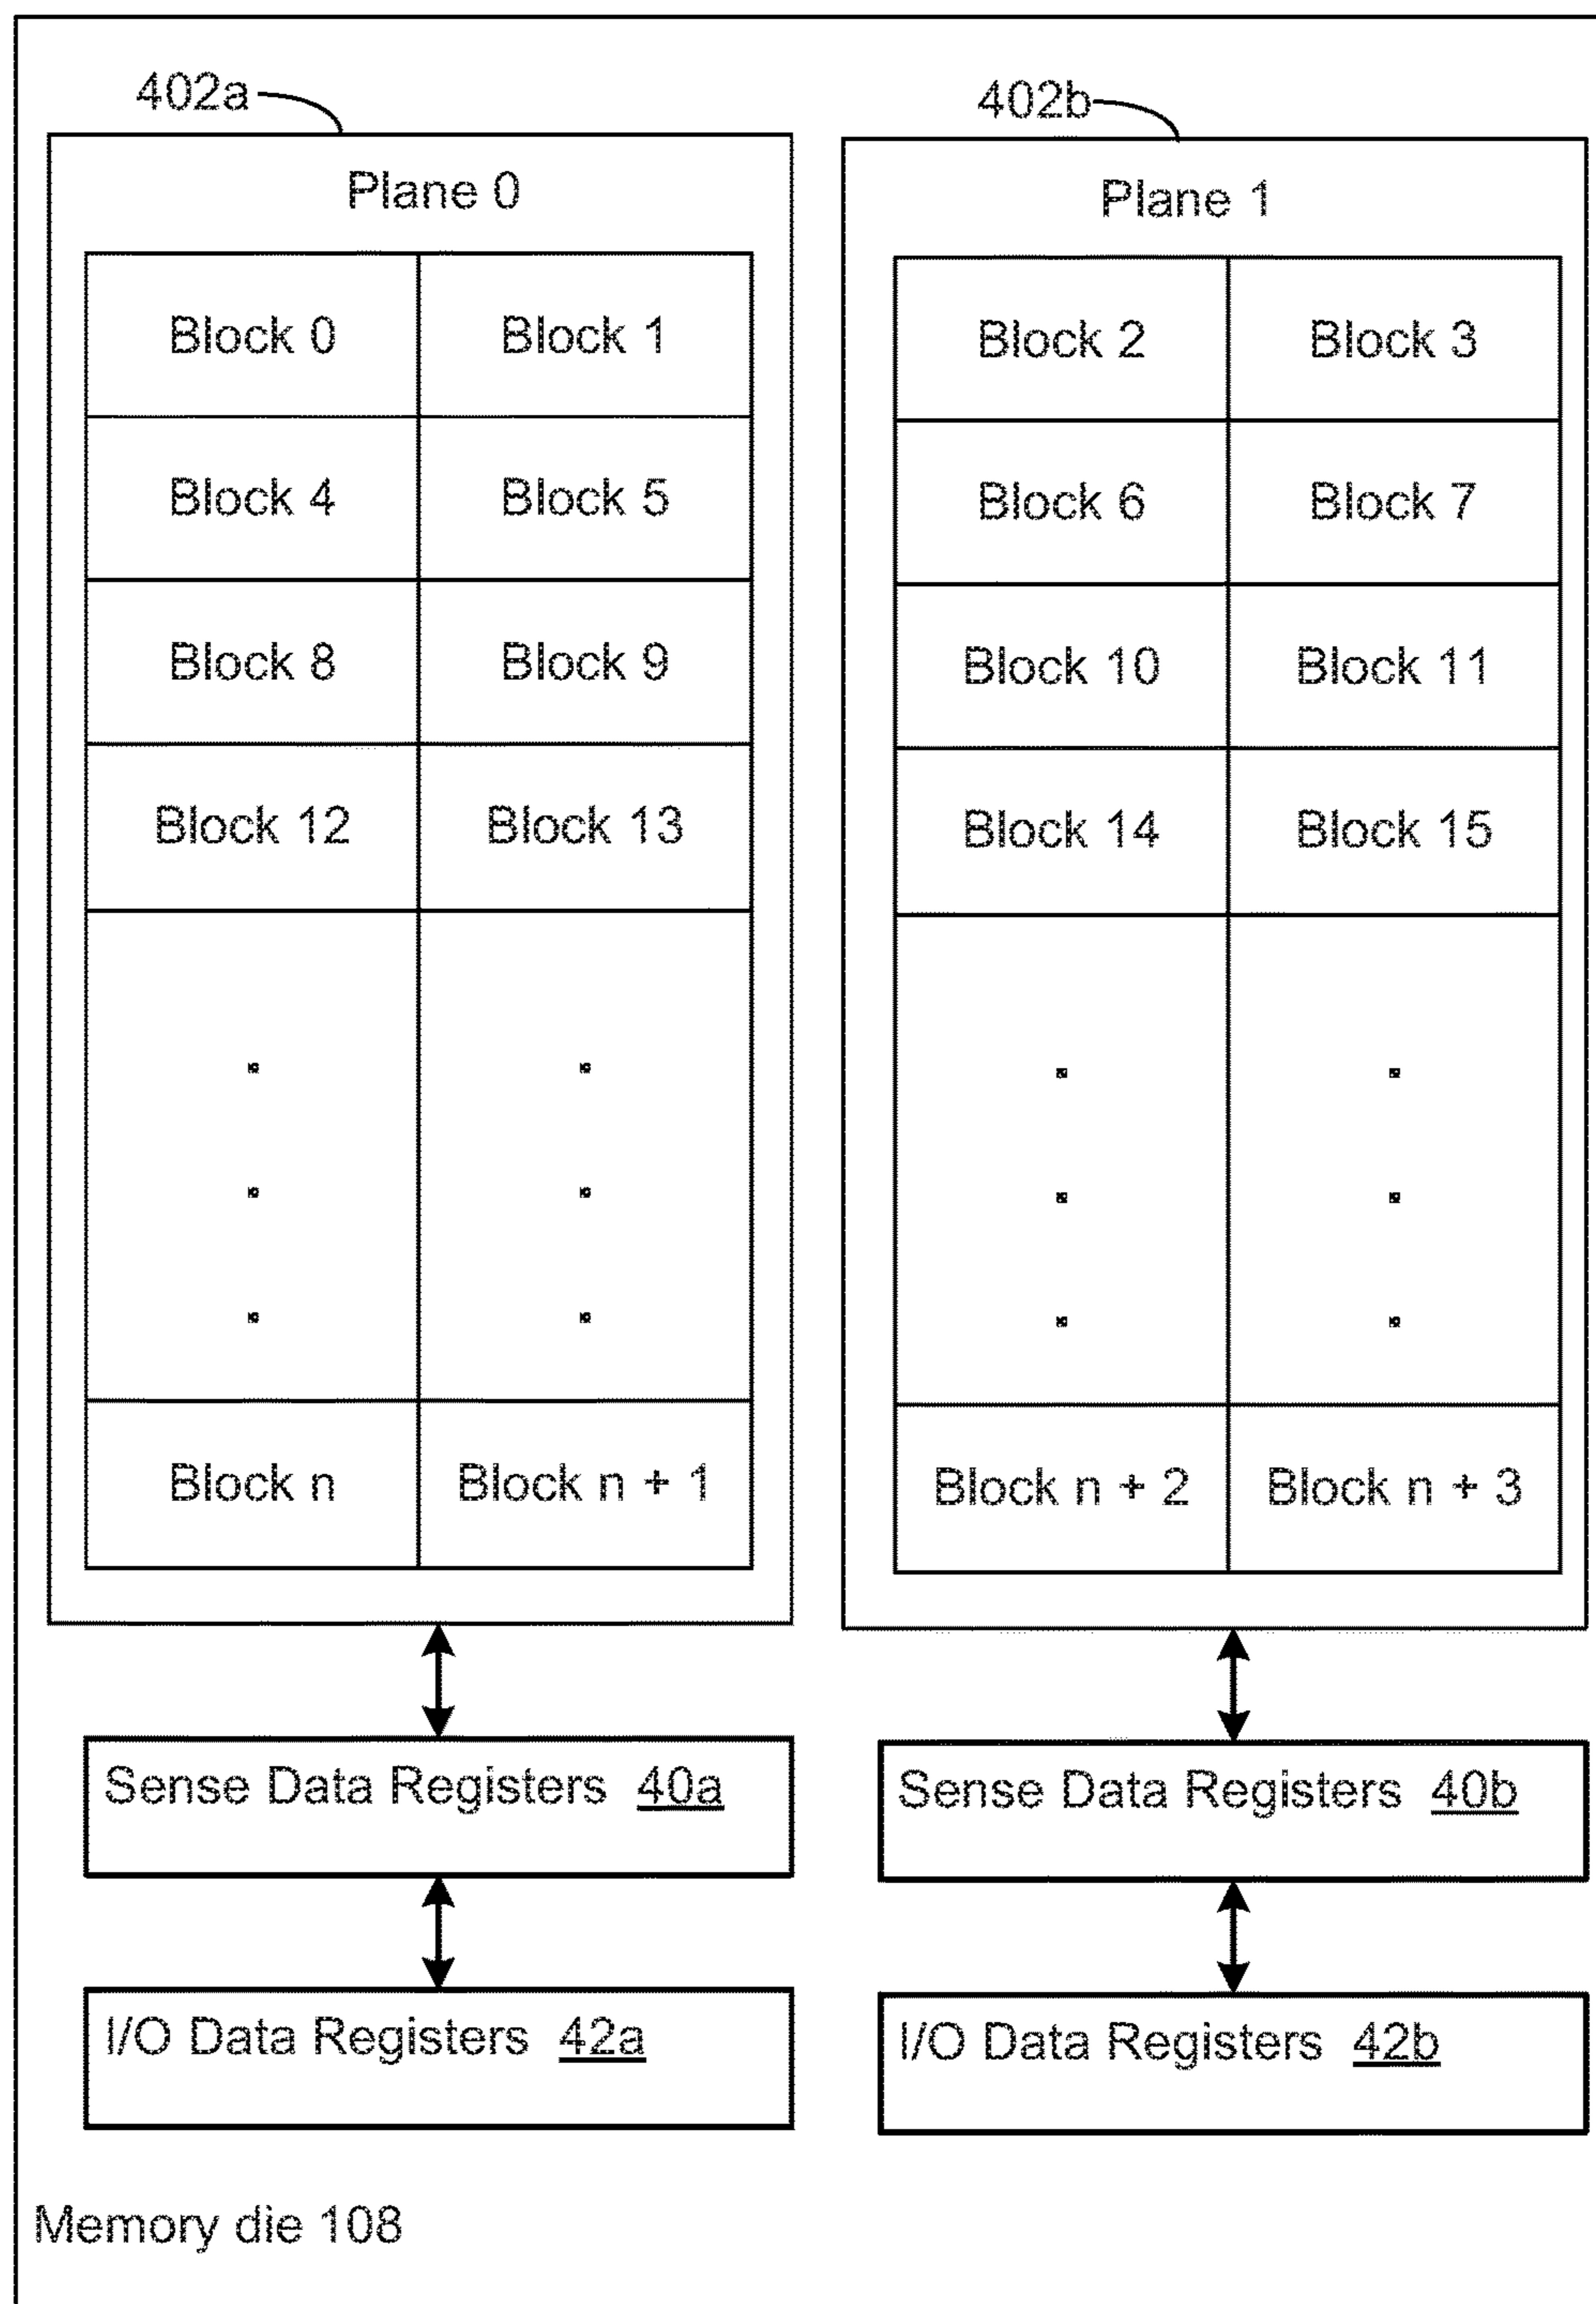 402a
402b
Plane 0
Block 0 Block 1
Block 4 Block 5
Block 8 Block 9
Block 12 Block 13
Block n Block n + 1
Sense Data Registers 40a
I/O Data Registers 42a
Plane 1
Block 2 Block 3
Block 6 Block 7
Block 10 Block 11
Block 14 Block 15
Block n + 2 Block n + 3
Sense Data Registers 40b
I/O Data Registers 42b
Memory die 108